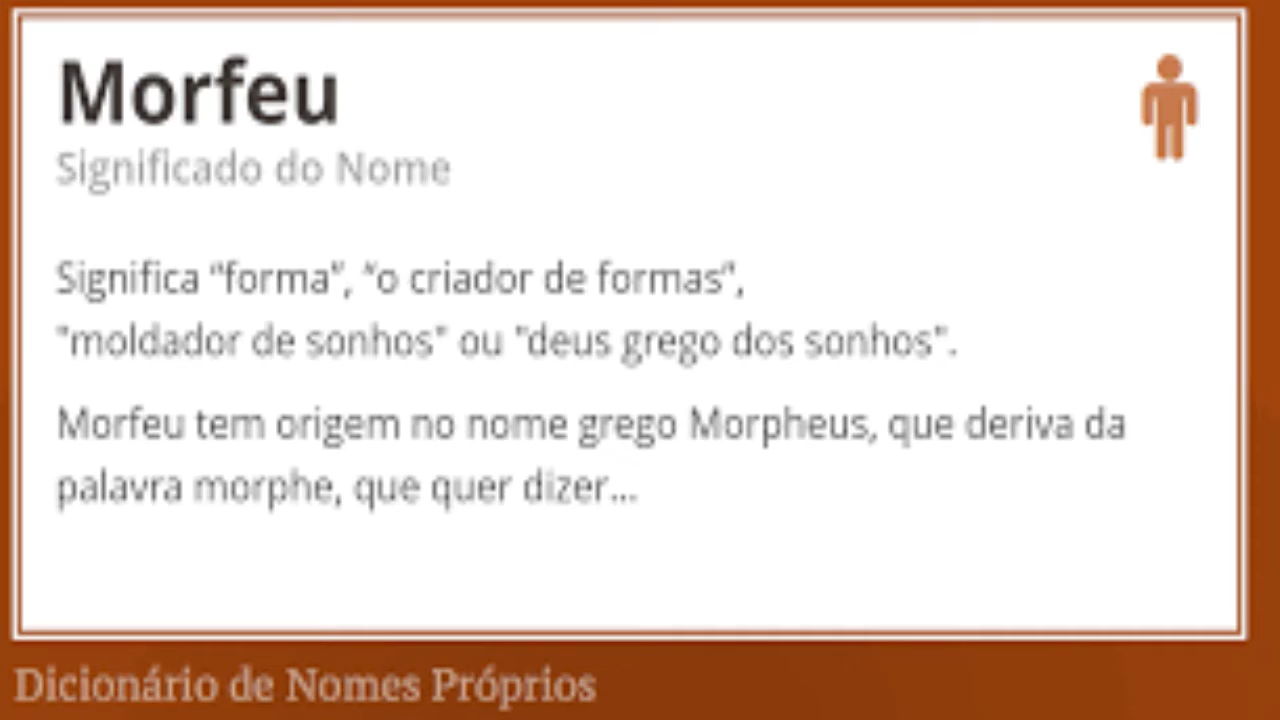 Morfeu
Significado do Nome
Significa "forma", "o criador de formas",
"moldador de sonhos" ou "deus grego dos sonhos".
Morfeu tem origem no nome grego Morpheus, que deriva da
palavra morphe, que quer dizer...
Dicionário de Nomes Próprios